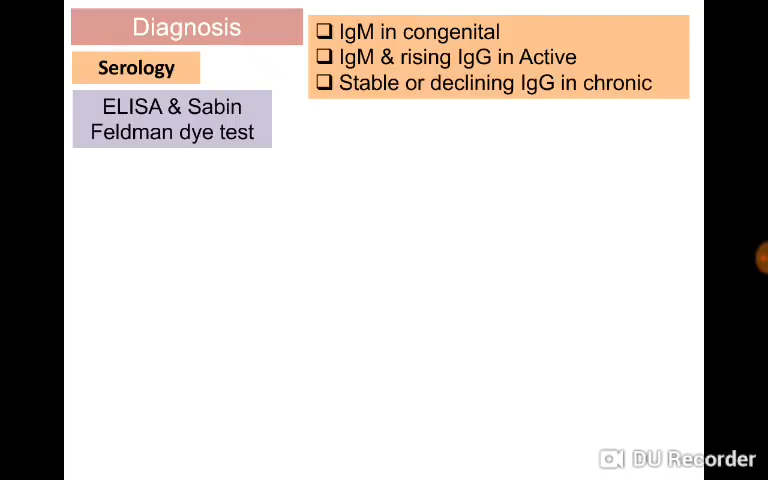 Diagnosis
Serology
ELISA & Sabin
Feldman dye test
IgM in congenital
IgM & rising IgG in Active
Stable or declining IgG in chronic
DU Recorder